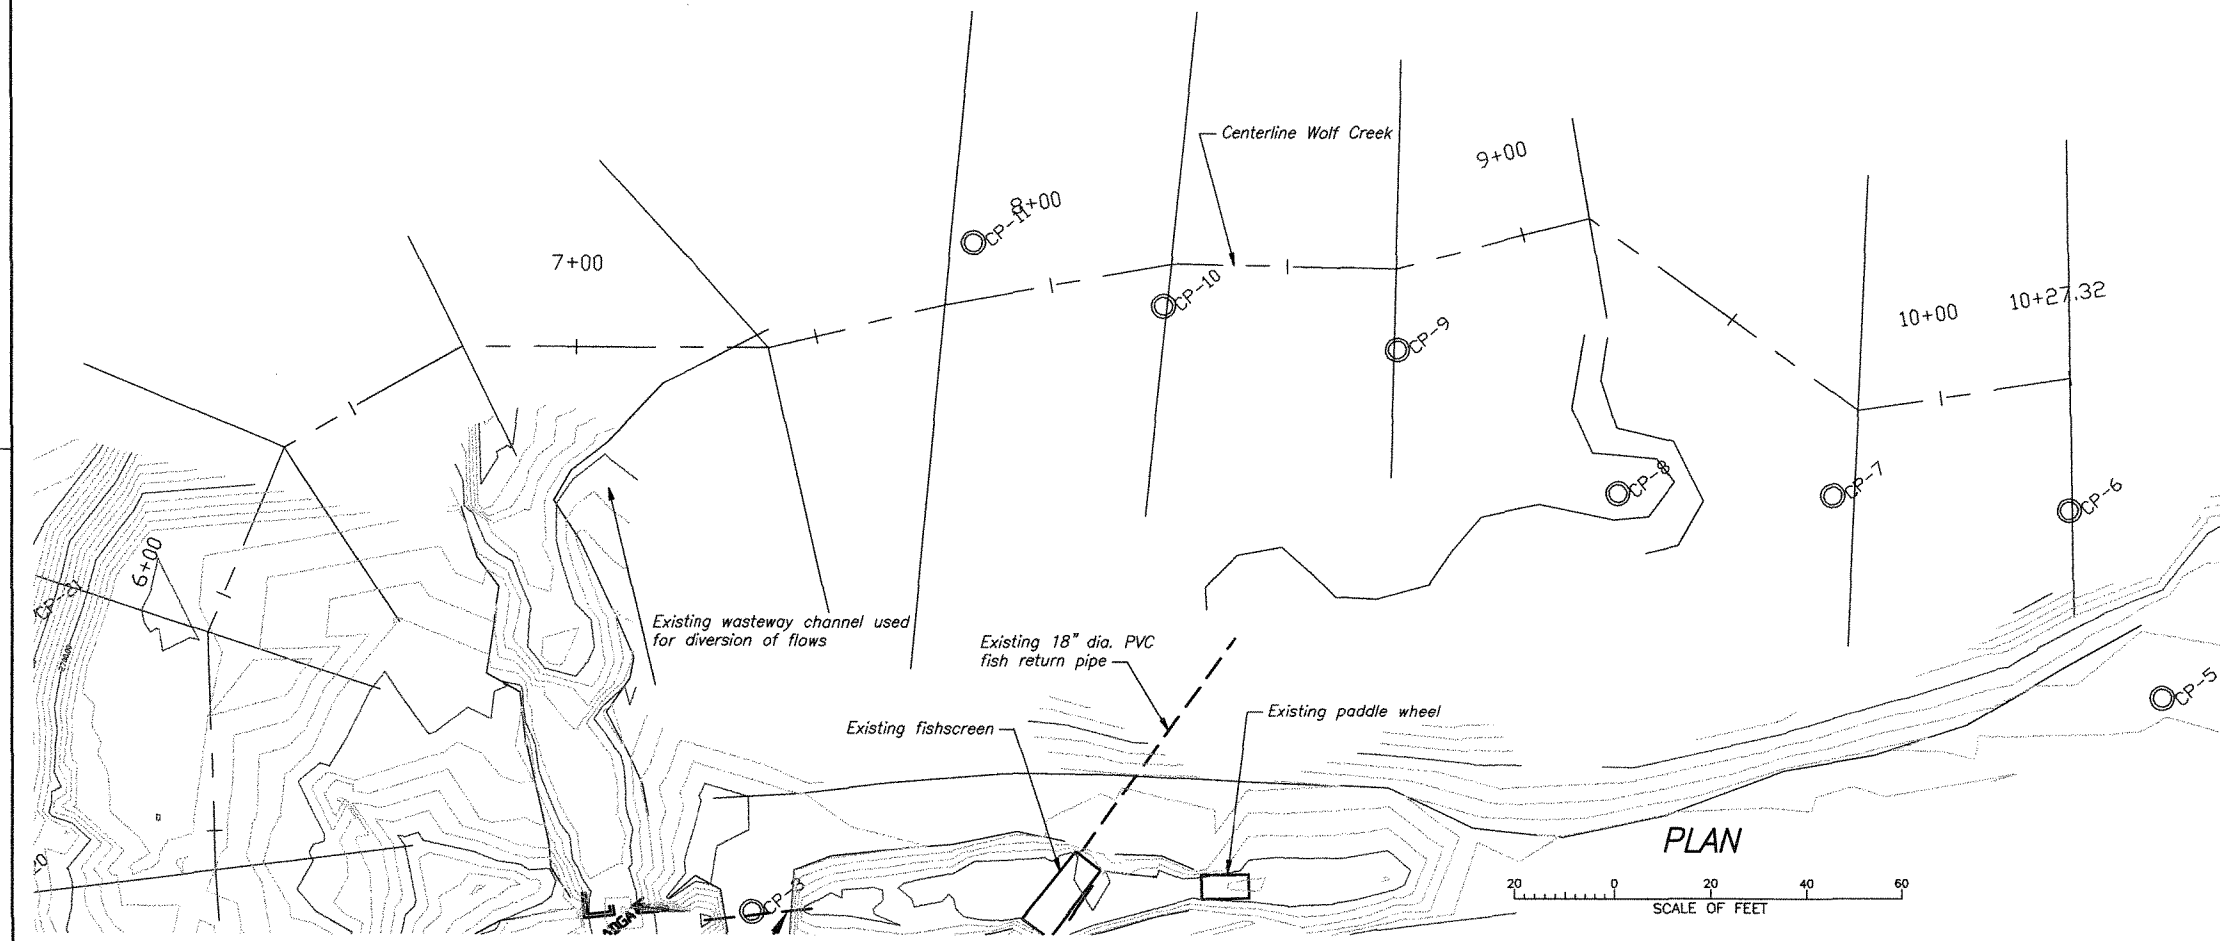 Centerline Wolf Creek
9+00
8+00
CP-11
7+00
CP-10
10+27.32
10+00
CP-9
CP-8
CP-7
CP-6
6+00
Existing wasteway channel used
for diversion of flows
Existing 18" dia. PVC
fish return pipe
CP-5
Existing paddle wheel
Existing fishscreen
PLAN
20 0 20 40 60
SCALE OF FEET
CP-3